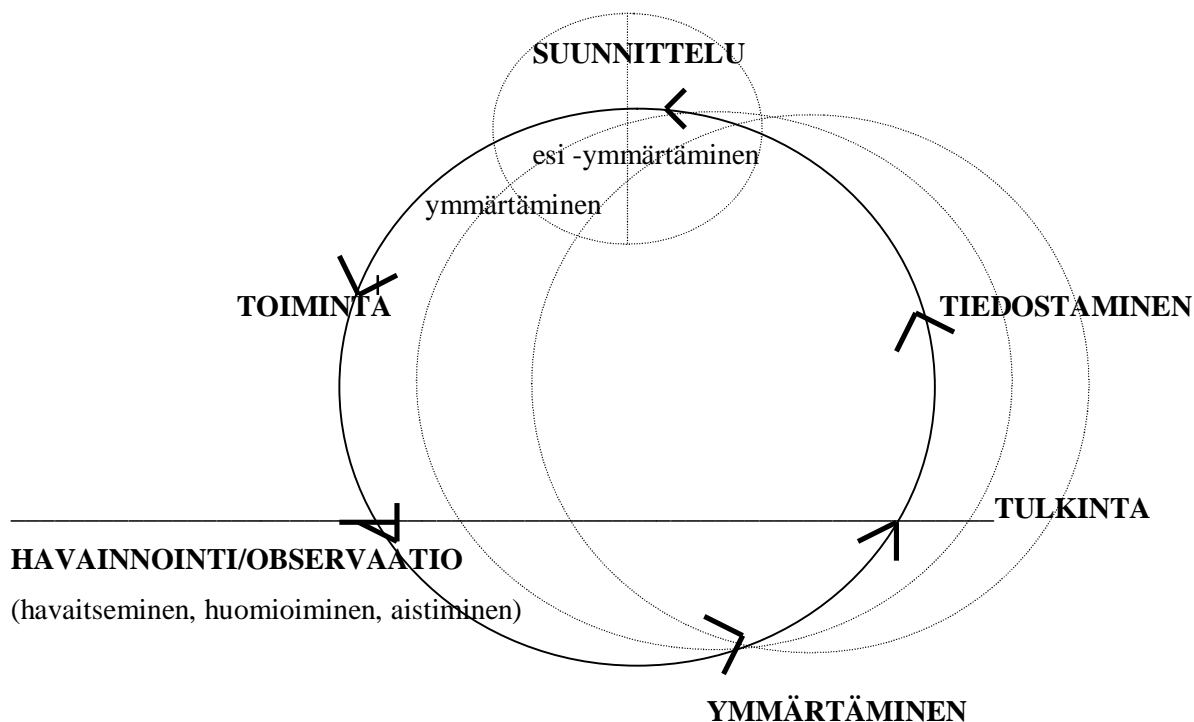 SUUNNITTELU
esi -ymmärtäminen
ymmärtäminen
TOIMINTA
TIEDOSTAMINEN
TULKINTA
HAVAINNOINTI/OBSERVAATIO
(havaitseminen, huomioiminen, aistiminen)
YMMÄRTÄMINEN